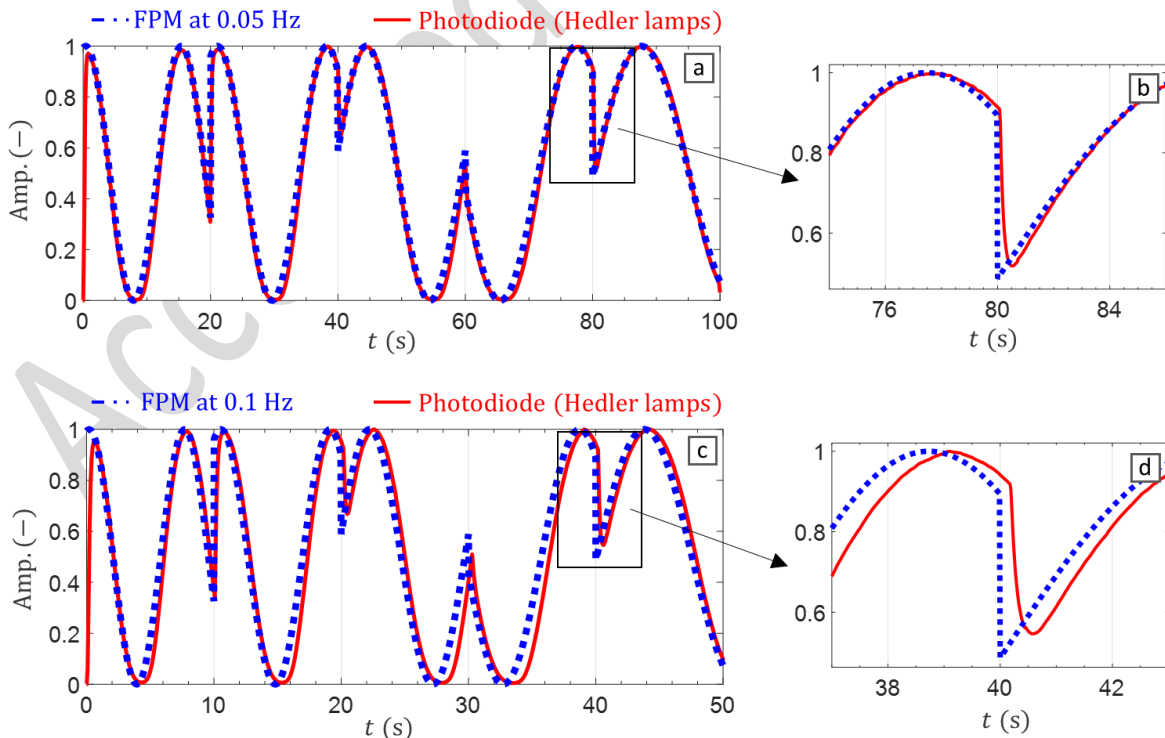 FPM at 0.05 Hz Photodiode (Hedler lamps)
1
0.8
0.6
0.4
0.2
0
Amp. (−)
a
0 20 40 60 80 100
t (s)
1
0.8
0.6
b
76 80 84
t (s)
FPM at 0.1 Hz Photodiode (Hedler lamps)
1
0.8
0.6
0.4
0.2
0
Amp. (−)
c
0 10 20 30 40 50
t (s)
1
0.8
0.6
d
38 40 42
t (s)